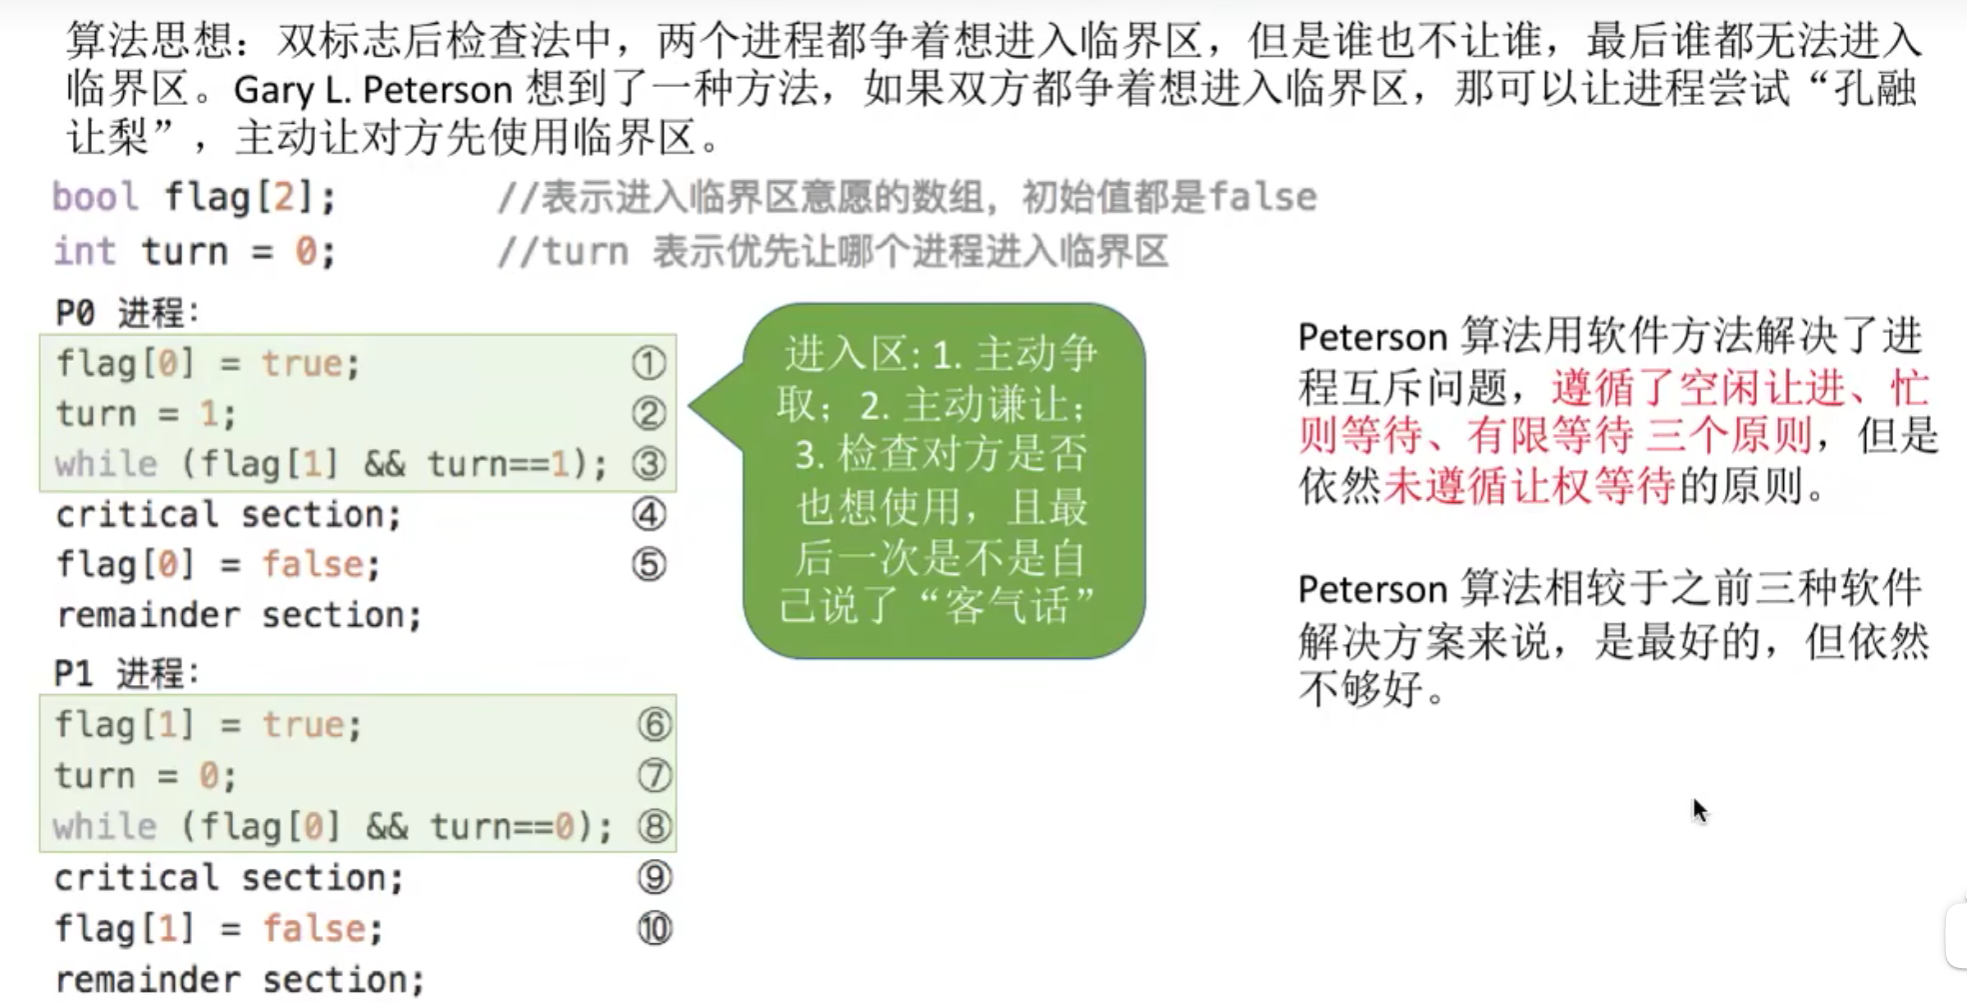 算法思想：双标志后检查法中，两个进程都争着想进入临界区，但是谁也不让谁，最后谁都无法进入
临界区。Gary L. Peterson 想到了一种方法，如果双方都争着想进入临界区，那可以让进程尝试“孔融
让梨”，主动让对方先使用临界区。
bool flag[2]; //表示进入临界区意愿的数组，初始值都是false
int turn = 0; //turn 表示优先让哪个进程进入临界区
P0 进程：
flag[0] = true; ①
turn = 1; ②
while (flag[1] && turn==1); ③
critical section; ④
flag[0] = false; ⑤
remainder section;
P1 进程：
flag[1] = true; ⑥
turn = 0; ⑦
while (flag[0] && turn==0); ⑧
critical section; ⑨
flag[1] = false; ⑩
remainder section;
进入区：1. 主动争
取；2. 主动谦让；
3. 检查对方是否
也想使用，且最
后一次是不是自
己说了“客气话”
Peterson 算法用软件方法解决了进
程互斥问题，遵循了空闲让进、忙
则等待、有限等待 三个原则，但是
依然未遵循让权等待的原则。
Peterson 算法相较于之前三种软件
解决方案来说，是最好的，但依然
不够好。